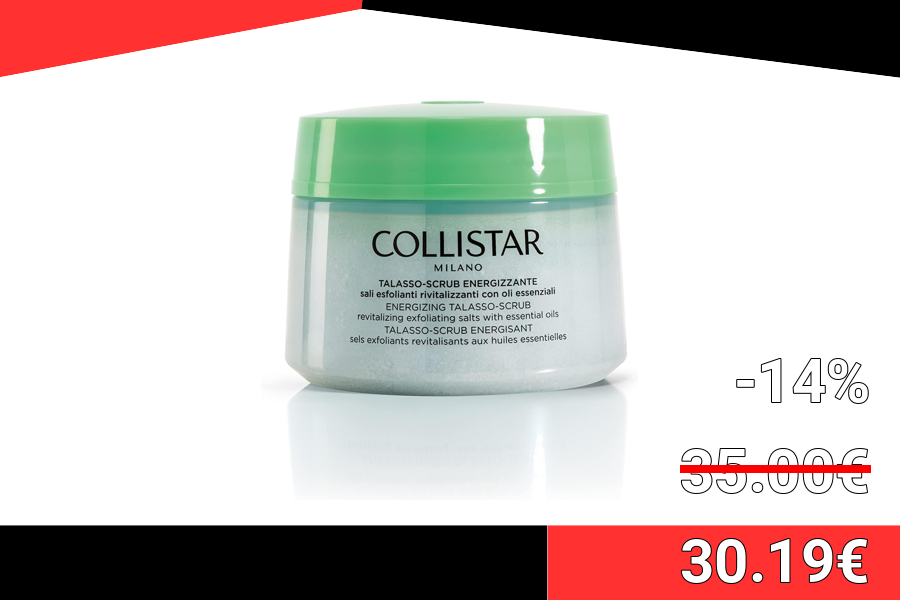 COLLISTAR
MILANO
TALASSO-SCRUB ENERGIZZANTE
sali esfolianti rivitalizzanti con oli essenziali
ENERGIZING TALASSO-SCRUB
revitalizing exfoliating salts with essential oils
TALASSO-SCRUB ENERGISANT
sels exfoliants revitalisants aux huiles essentielles
-14%
35.00€
30.19€